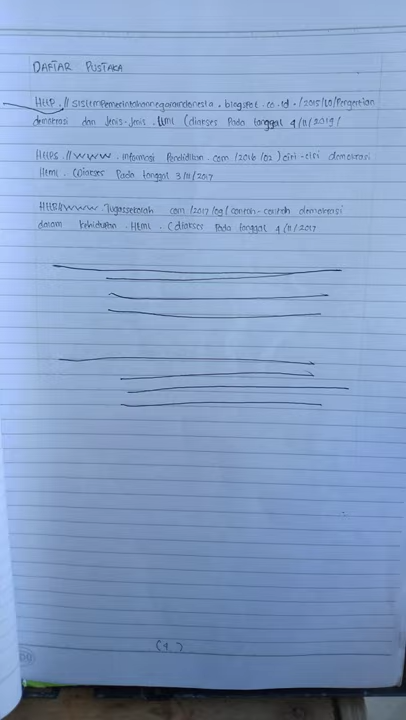 DAFTAR PUSTAKA
Http.//sistempemerintahannegaraindonesia.blogspot.co.id./2015/10/Pengertian
demokrasi dan Jenis-Jenis.html (diakses Pada tanggal 4/11/2017
Https.//www.informasi Pendidikan.com/2016/02/ciri-ciri demokrasi
Html. (Diakses Pada tanggal 3/11/2017
Http//www.Tugassekolah com/2017/09/contoh-contoh demokrasi
dalam kehidupan.Html.(diakses Pada tanggal 4/11/2017
(9)